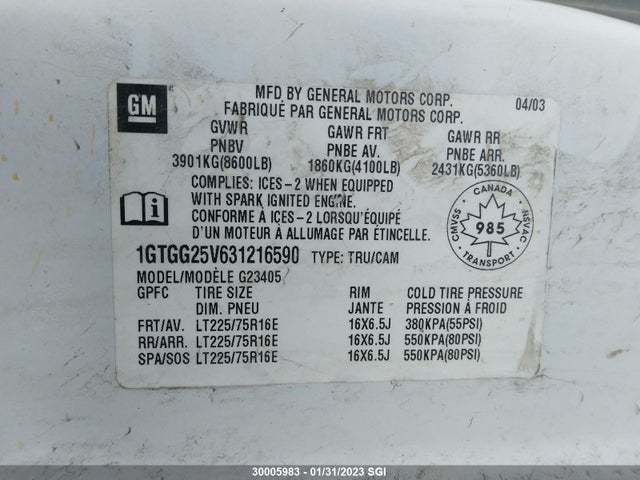 GM
MFD BY GENERAL MOTORS CORP. 04/03
FABRIQUÉ PAR GENERAL MOTORS CORP.
GVWR GAWR FRT GAWR RR
PNBV PNBE AV. PNBE ARR.
3901KG(8600LB) 1860KG(4100LB) 2431KG(5360LB)
COMPLIES: ICES-2 WHEN EQUIPPED
WITH SPARK IGNITED ENGINE.
CONFORME À ICES-2 LORSQU'ÉQUIPÉ
D'UN MOTEUR À ALLUMAGE PAR ÉTINCELLE.
CANADA
CMVSS 985 NSVAC
1GTGG25V631216590 TYPE: TRU/CAM
MODEL/MODÈLE G23405
GPFC TIRE SIZE RIM COLD TIRE PRESSURE
DIM. PNEU JANTE PRESSION À FROID
FRT/AV. LT225/75R16E 16X6.5J 380KPA(55PSI)
RR/ARR. LT225/75R16E 16X6.5J 550KPA(80PSI)
SPA/SOS LT225/75R16E 16X6.5J 550KPA(80PSI)
30005983 - 01/31/2023 SGI